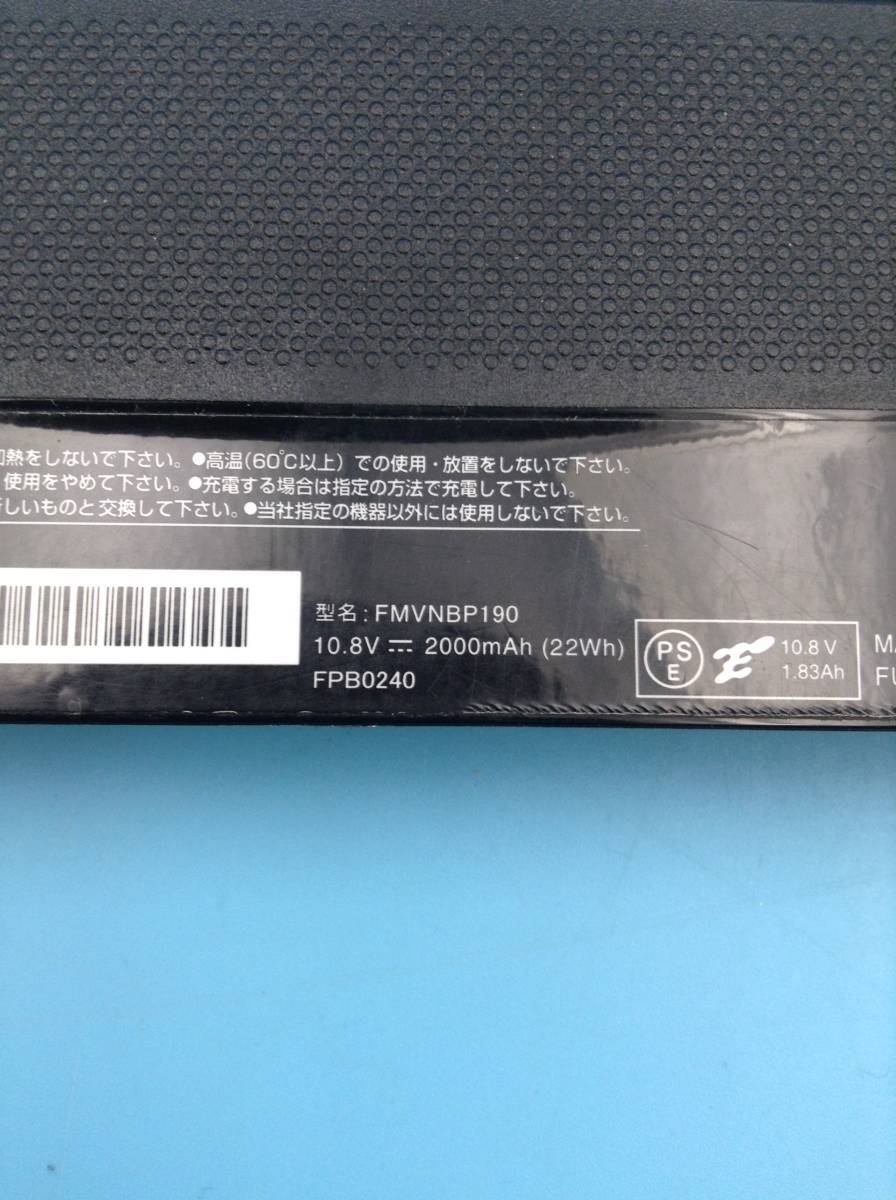 熱をしないで下さい。●高温(60℃以上)での使用・放置をしないで下さい。
使用をやめて下さい。●充電する場合は指定の方法で充電して下さい。
しいものと交換して下さい。●当社指定の機器以外には使用しないで下さい。
型名:FMVNBP190
10.8V ⎓ 2000mAh (22Wh)
FPB0240
PS
E
10.8 V
1.83Ah